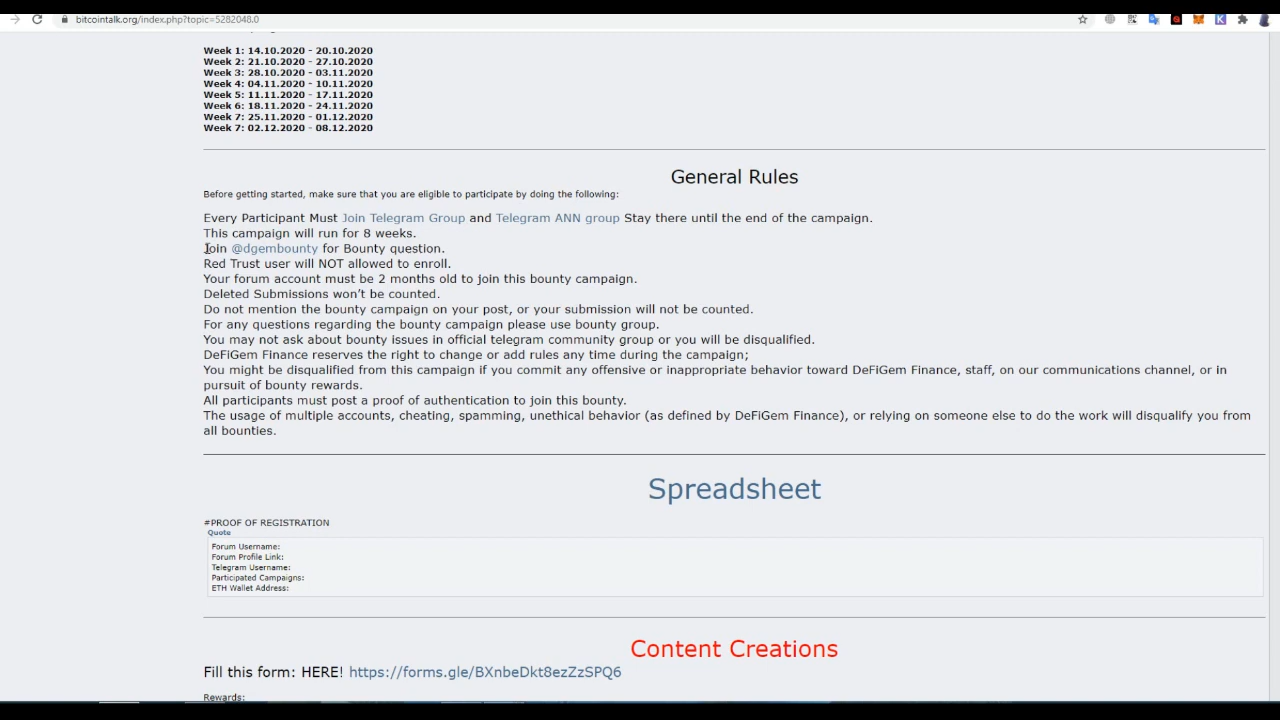 bitcointalk.org/index.php?topic=5282048.0
Week 1: 14.10.2020 - 20.10.2020
Week 2: 21.10.2020 - 27.10.2020
Week 3: 28.10.2020 - 03.11.2020
Week 4: 04.11.2020 - 10.11.2020
Week 5: 11.11.2020 - 17.11.2020
Week 6: 18.11.2020 - 24.11.2020
Week 7: 25.11.2020 - 01.12.2020
Week 7: 02.12.2020 - 08.12.2020
General Rules
Before getting started, make sure that you are eligible to participate by doing the following:
Every Participant Must Join Telegram Group and Telegram ANN group Stay there until the end of the campaign.
This campaign will run for 8 weeks.
Join @dgembounty for Bounty question.
Red Trust user will NOT allowed to enroll.
Your forum account must be 2 months old to join this bounty campaign.
Deleted Submissions won't be counted.
Do not mention the bounty campaign on your post, or your submission will not be counted.
For any questions regarding the bounty campaign please use bounty group.
You may not ask about bounty issues in official telegram community group or you will be disqualified.
DeFiGem Finance reserves the right to change or add rules any time during the campaign;
You might be disqualified from this campaign if you commit any offensive or inappropriate behavior toward DeFiGem Finance, staff, on our communications channel, or in
pursuit of bounty rewards.
All participants must post a proof of authentication to join this bounty.
The usage of multiple accounts, cheating, spamming, unethical behavior (as defined by DeFiGem Finance), or relying on someone else to do the work will disqualify you from
all bounties.
Spreadsheet
#PROOF OF REGISTRATION
Quote
Forum Username:
Forum Profile Link:
Telegram Username:
Participated Campaigns:
ETH Wallet Address:
Content Creations
Fill this form: HERE! https://forms.gle/BXnbeDkt8ezZzSPQ6
Rewards: